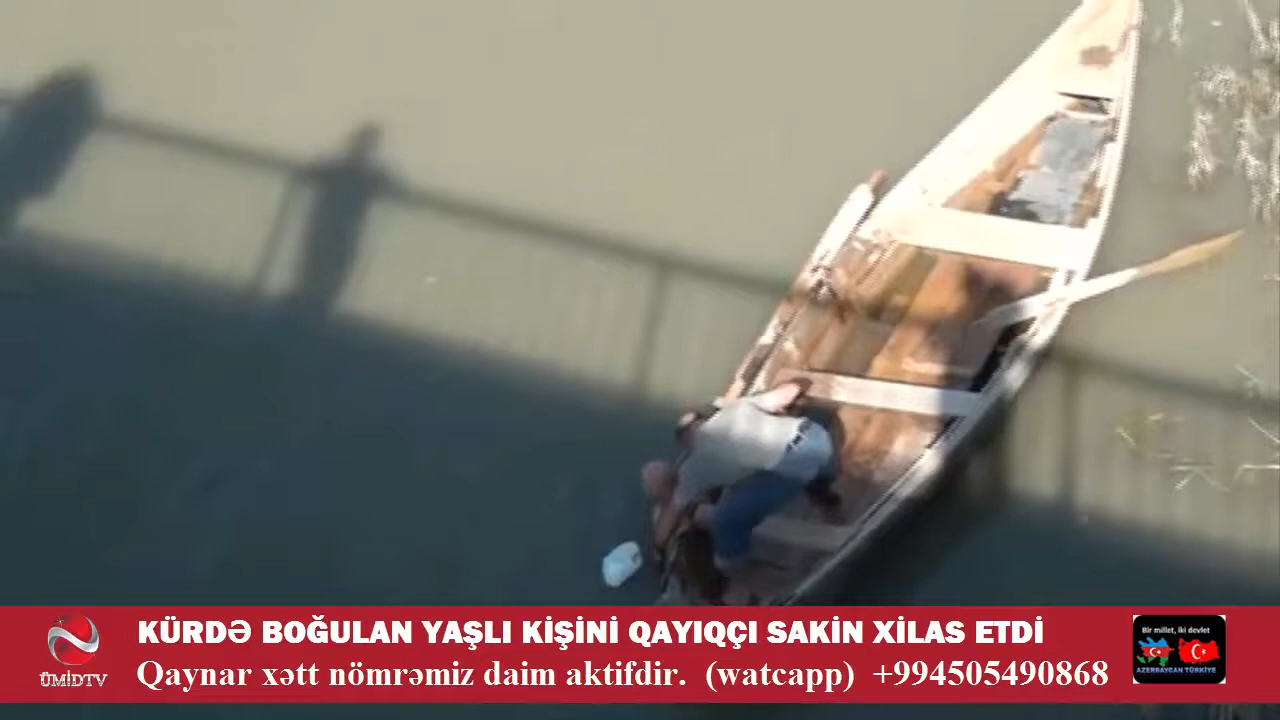 KÜRDƏ BOĞULAN YAŞLI KİŞİNİ QAYIQÇI SAKİN XİLAS ETDİ
Qaynar xətt nömrəmiz daim aktifdir. (watcapp) +994505490868
ÜMİDTV
Bir millet, iki devlet
AZERBAYCAN TÜRKİYE